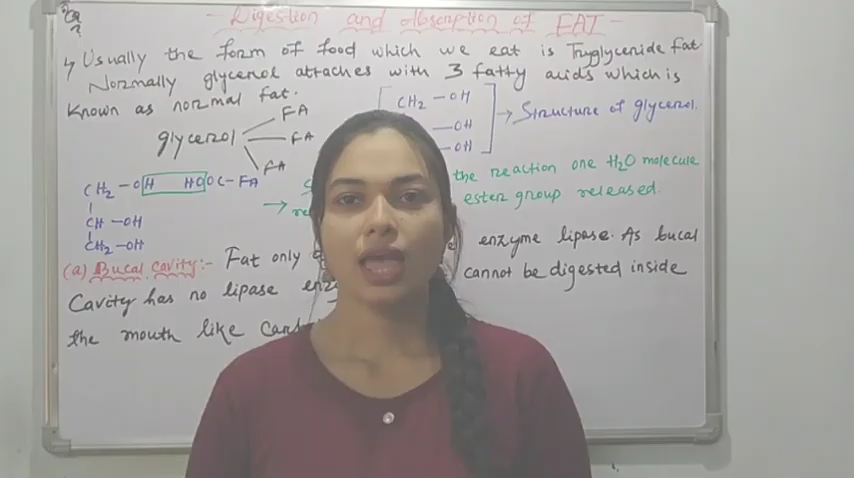 - Digestion and Absorption of FAT -
↳ Usually the form of food which we eat is Tryglyceride fat
Normally glycerol attaches with 3 fatty acids which is
known as normal fat.
glycerol
FA
FA
FA
CH2 - OH
- OH
- OH
→ Structure of glycerol.
CH2 - OH HOOC - FA
CH - OH
CH2 - OH
→ the reaction one H2O molecule
ester group released.
(a) Bucal Cavity:- Fat only enzyme lipase. As bucal
Cavity has no lipase cannot be digested inside
the mouth like